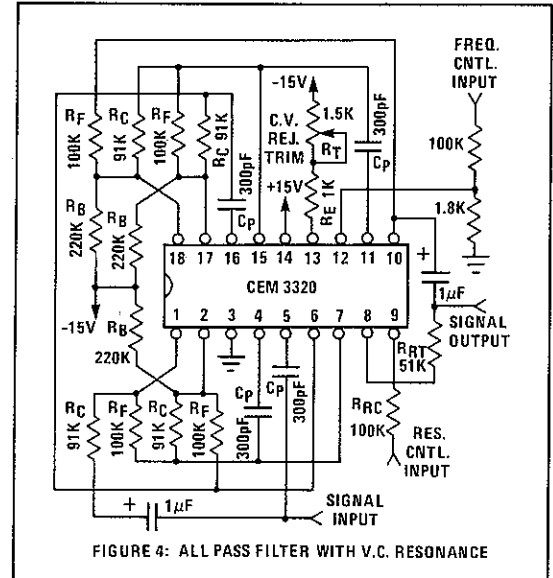 -15V
FREQ.
CNTL.
INPUT
RF
100K
RC
91K
RF
100K
RC 91K
300pF
CP
C.V.
REJ.
TRIM
1.5K
RT
+15V
RE 1K
300pF
CP
100K
1.8K
RB
220K
RB
220K
18 17 16 15 14 13 12 11 10
+
CEM 3320
1 2 3 4 5 6 7 8 9
1µF
SIGNAL
OUTPUT
-15V
RB
220K
RRT
51K
RC
91K
RF
100K
RC
91K
RF
100K
CP
300pF
CP
300pF
RRC
100K
RES.
CNTL.
INPUT
+
1µF
SIGNAL
INPUT
FIGURE 4: ALL PASS FILTER WITH V.C. RESONANCE